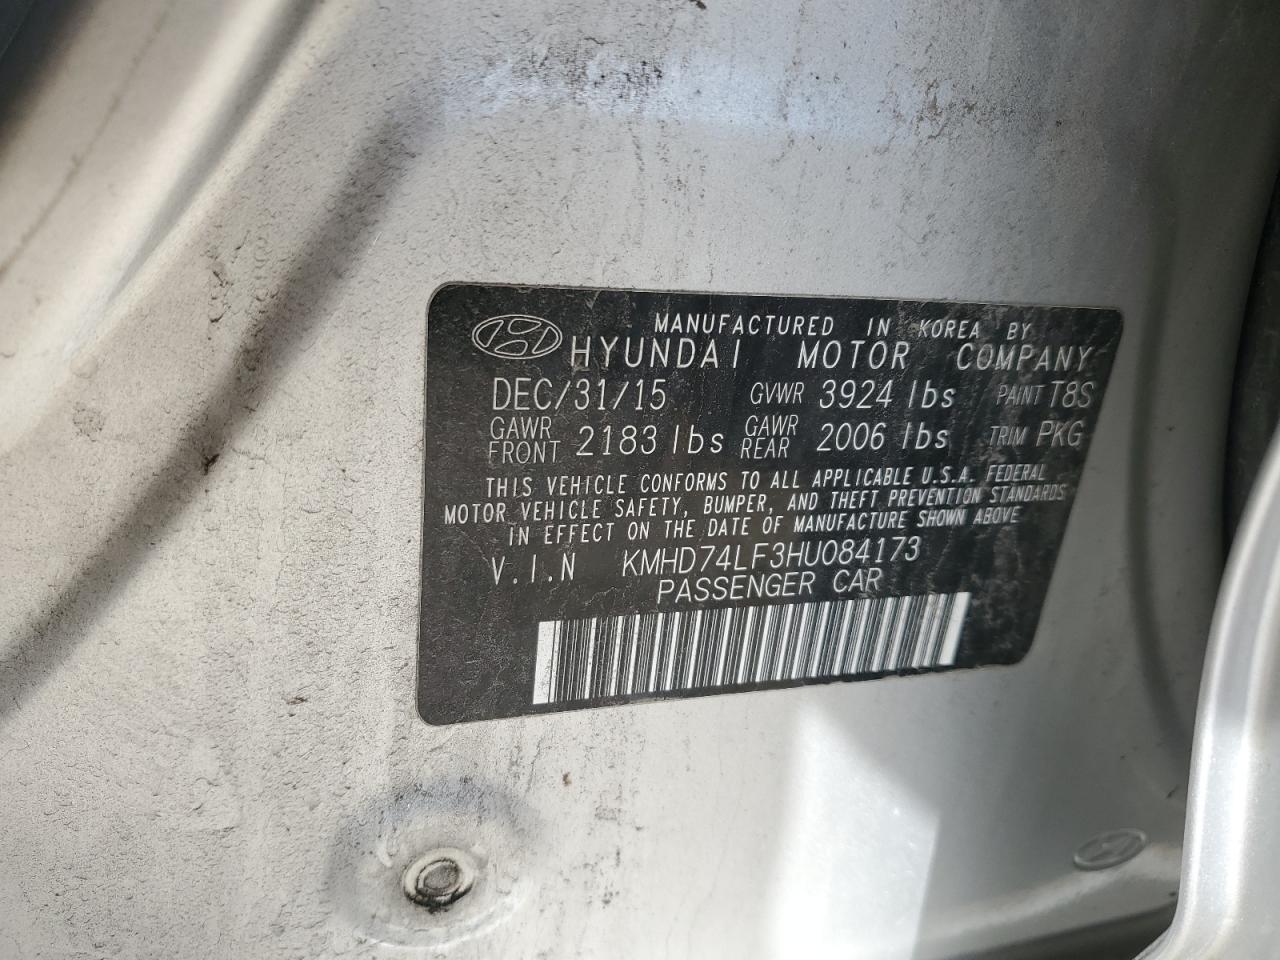 MANUFACTURED IN KOREA BY
HYUNDAI MOTOR COMPANY
DEC/31/15 GVWR 3924 lbs PAINT T8S
GAWR FRONT 2183 lbs GAWR REAR 2006 lbs TRIM PKG
THIS VEHICLE CONFORMS TO ALL APPLICABLE U.S.A. FEDERAL
MOTOR VEHICLE SAFETY, BUMPER, AND THEFT PREVENTION STANDARDS
IN EFFECT ON THE DATE OF MANUFACTURE SHOWN ABOVE
V.I.N KMHD74LF3HU084173
PASSENGER CAR